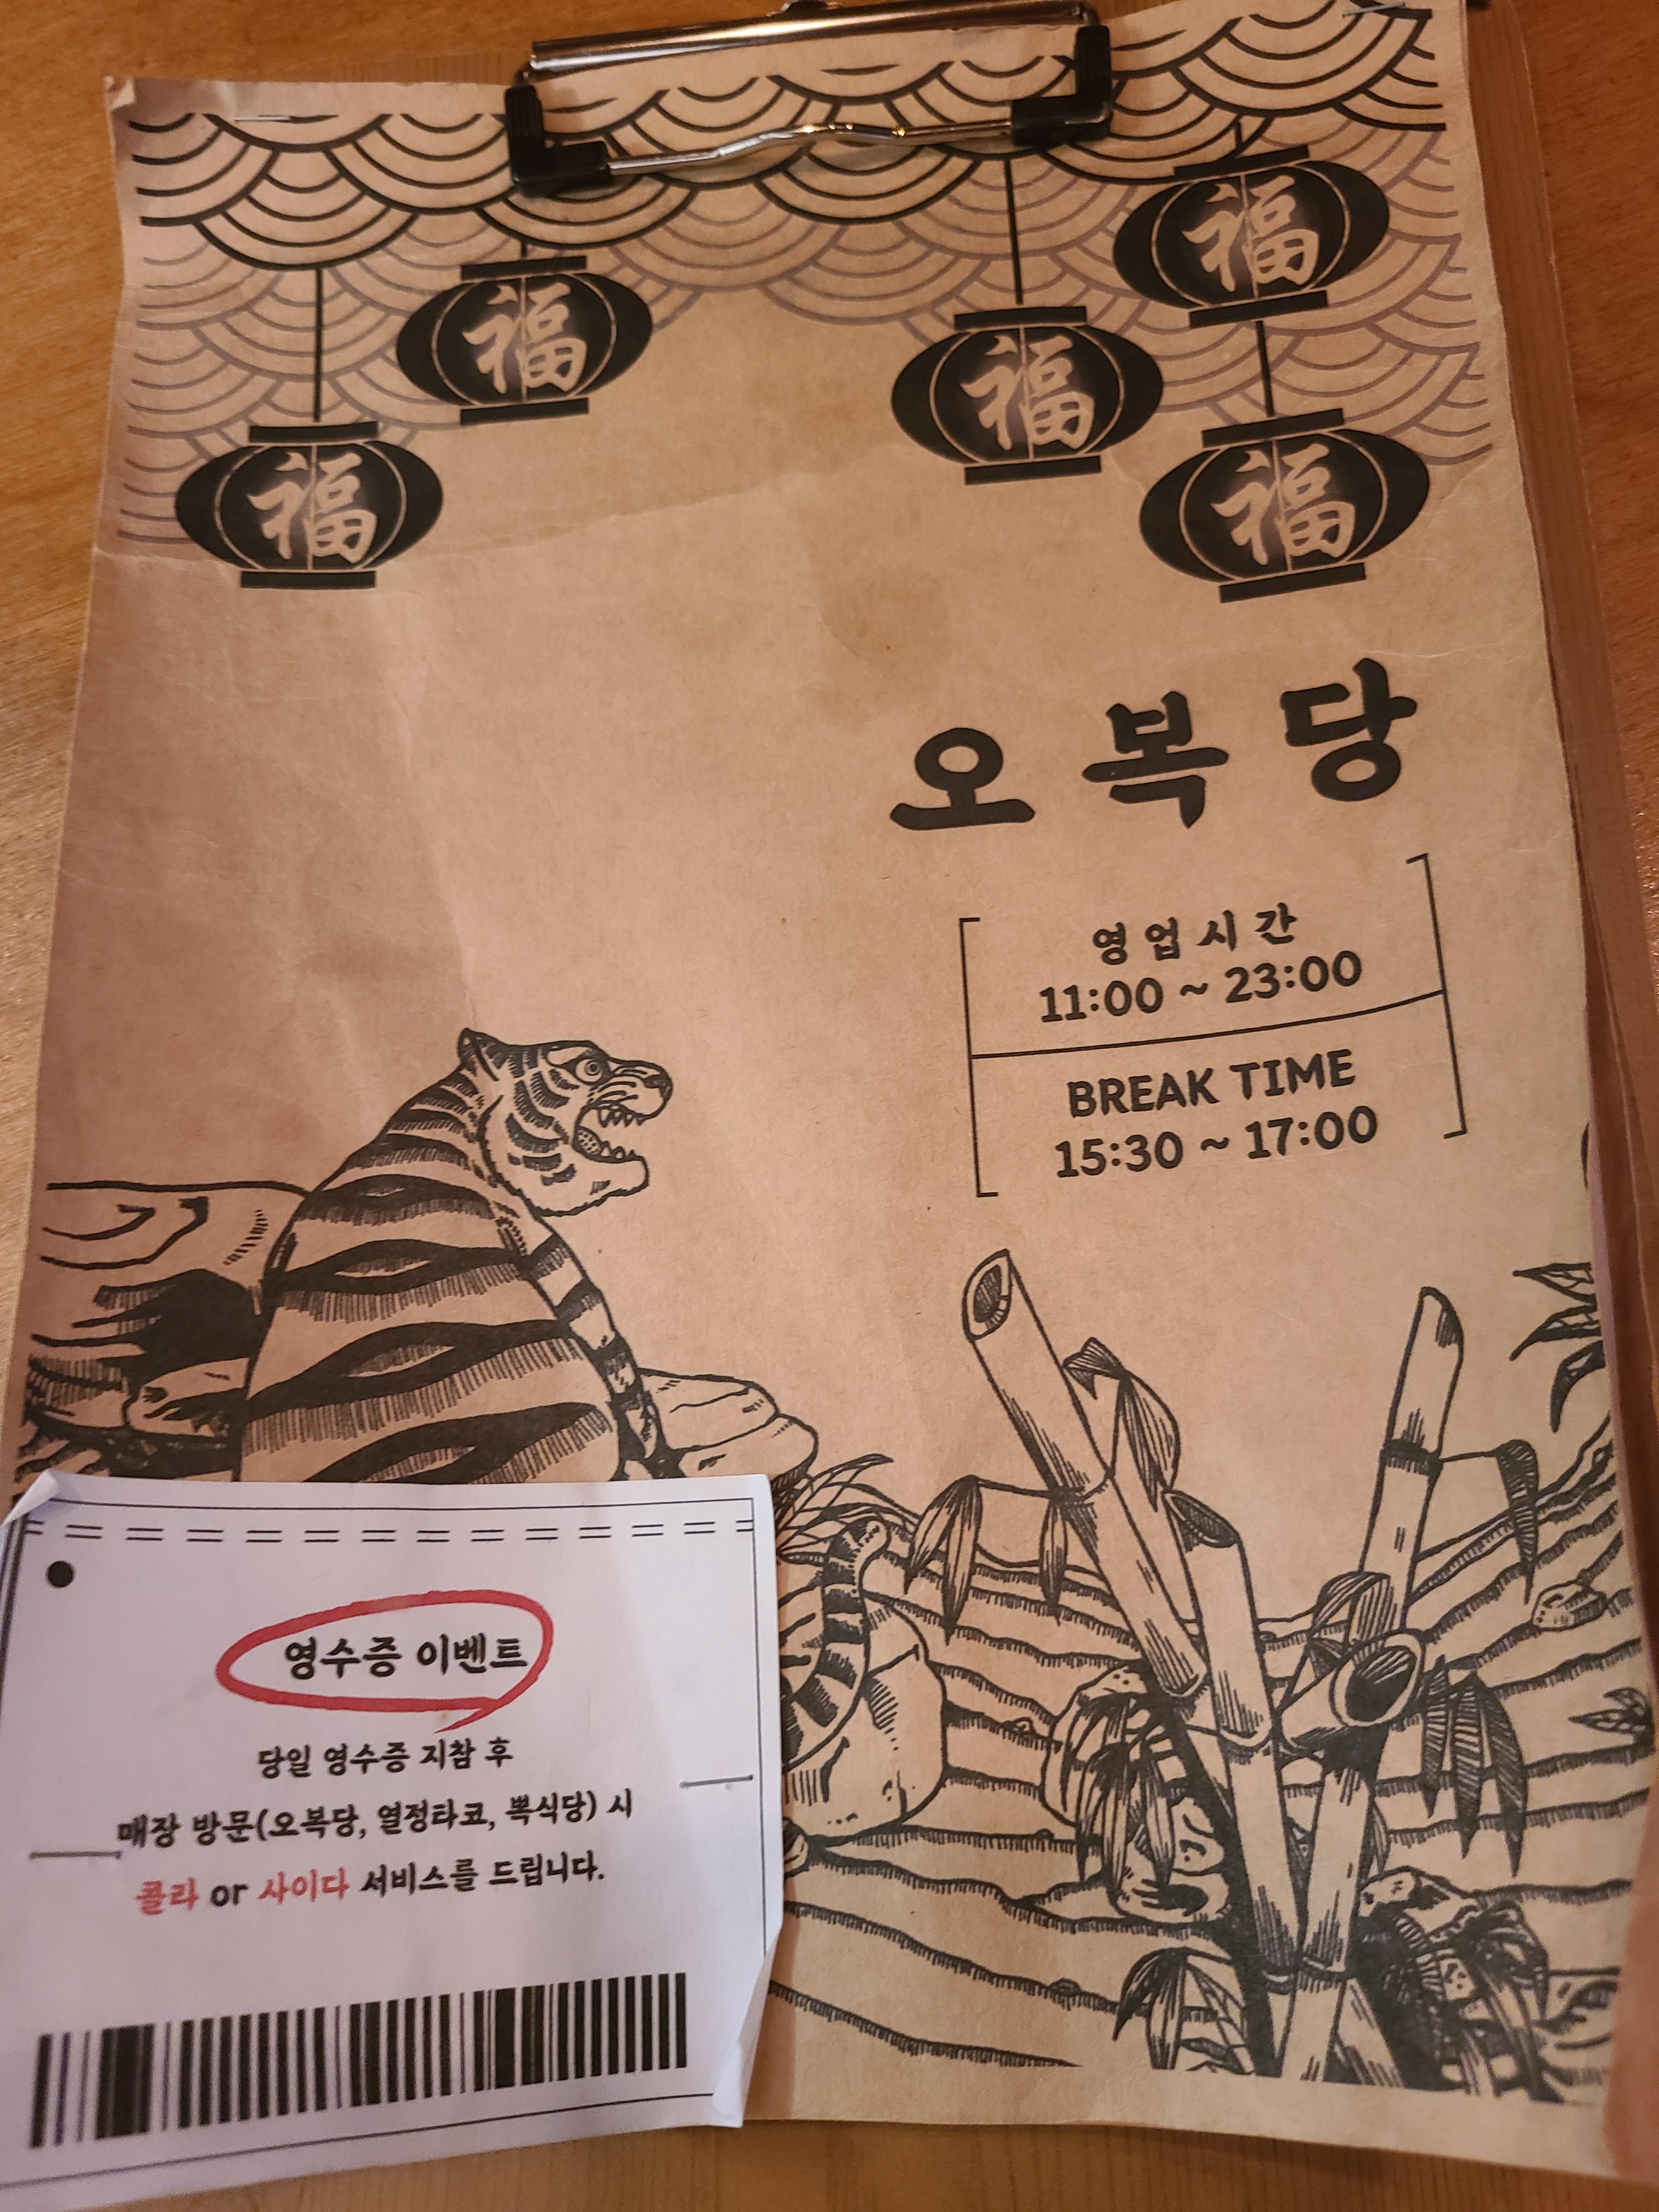 福
福
福
福
福
오복당
영업시간
11:00 ~ 23:00
BREAK TIME
15:30 ~ 17:00
영수증 이벤트
당일 영수증 지참 후
매장 방문(오복당, 열정타코, 뽁식당) 시
콜라 or 사이다 서비스를 드립니다.